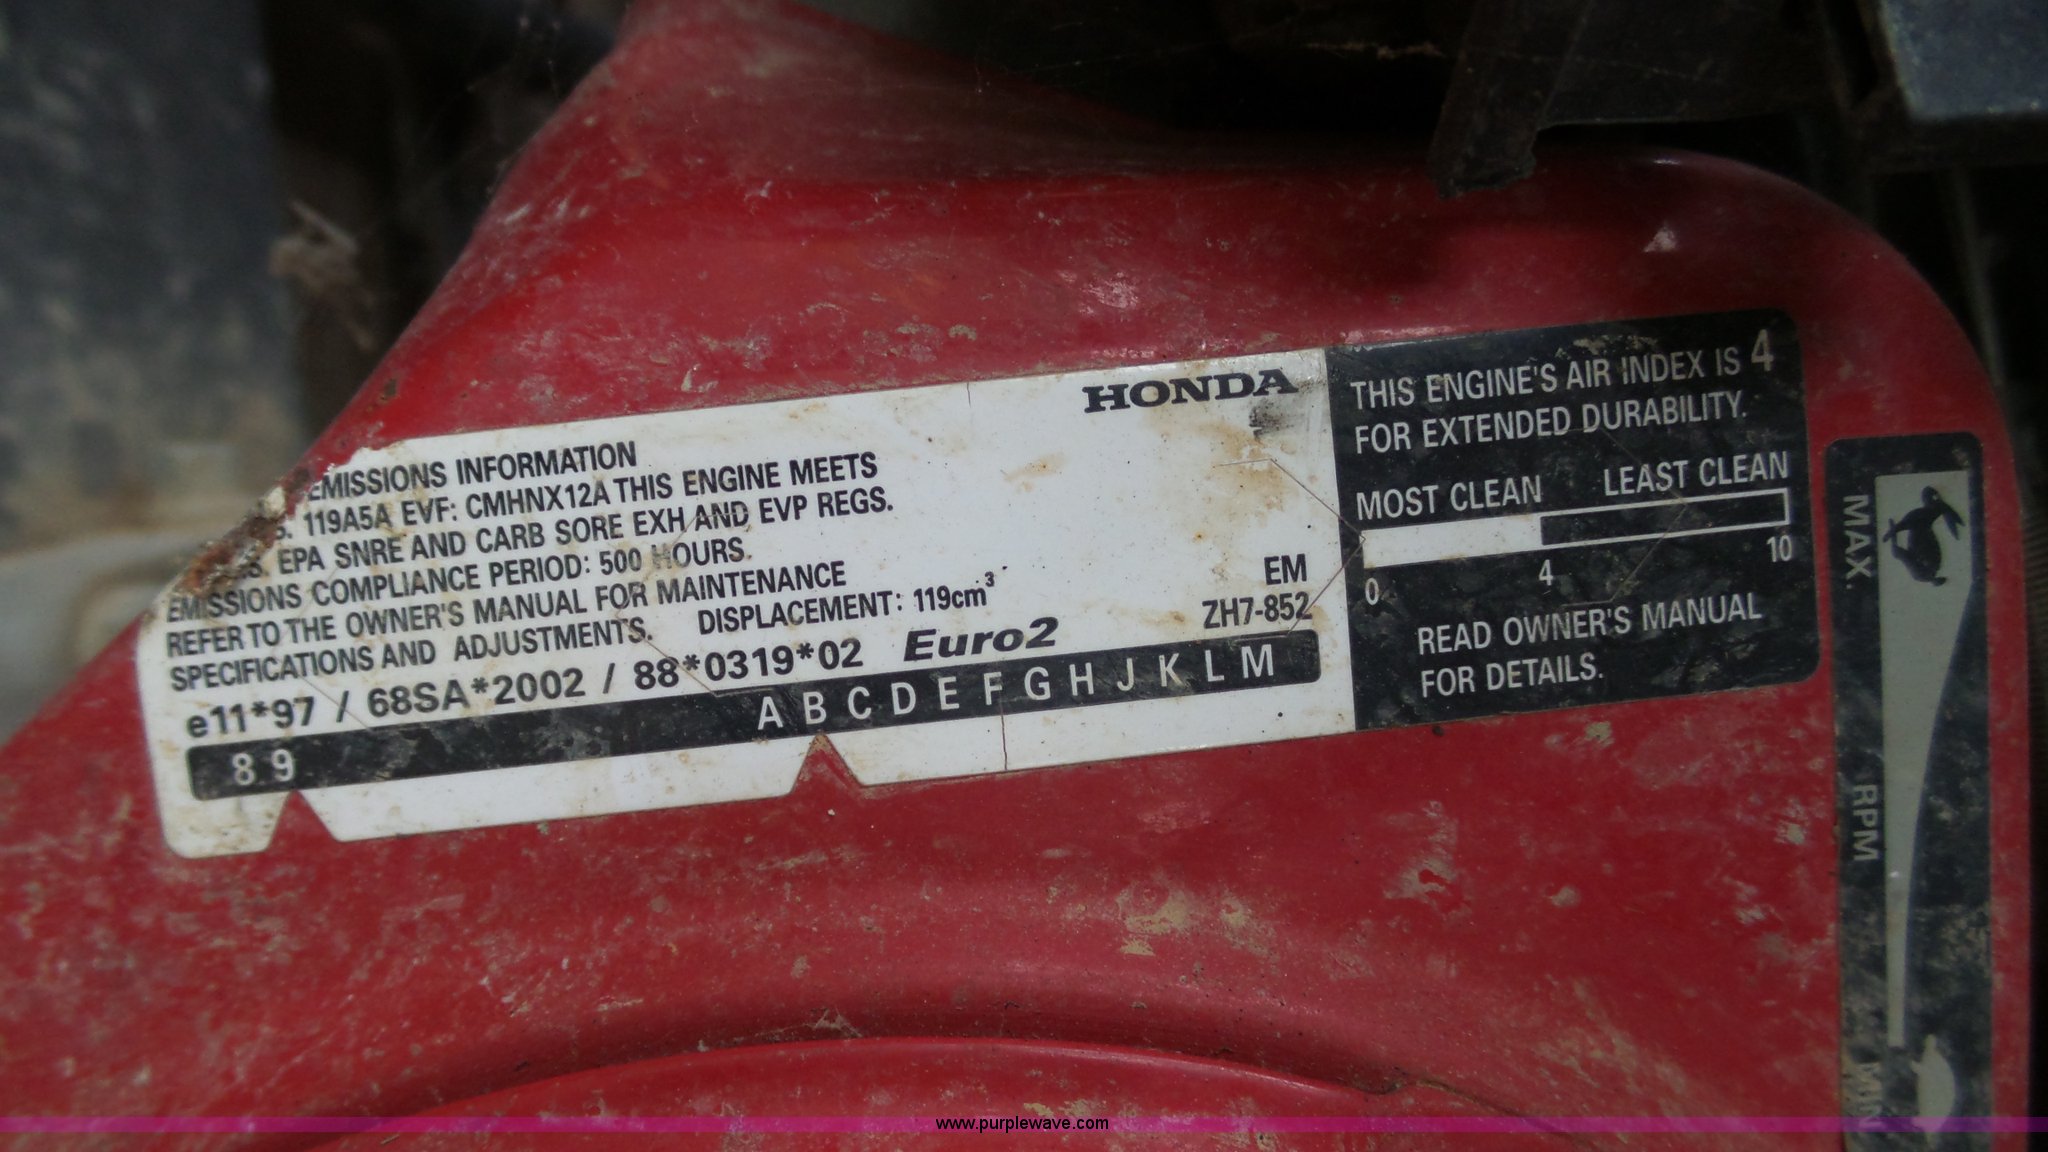 HONDA
EMISSIONS INFORMATION
119A5A EVF: CMHNX12A THIS ENGINE MEETS
EPA SNRE AND CARB SORE EXH AND EVP REGS.
EMISSIONS COMPLIANCE PERIOD: 500 HOURS.
REFER TO THE OWNER'S MANUAL FOR MAINTENANCE
SPECIFICATIONS AND ADJUSTMENTS. DISPLACEMENT: 119cm³
EM
ZH7-852
e11*97 / 68SA*2002 / 88*0319*02 Euro2
8 9 A B C D E F G H J K L M
THIS ENGINE'S AIR INDEX IS 4
FOR EXTENDED DURABILITY.
MOST CLEAN LEAST CLEAN
0 4 10
READ OWNER'S MANUAL
FOR DETAILS.
MAX.
RPM
MIN
www.purplewave.com